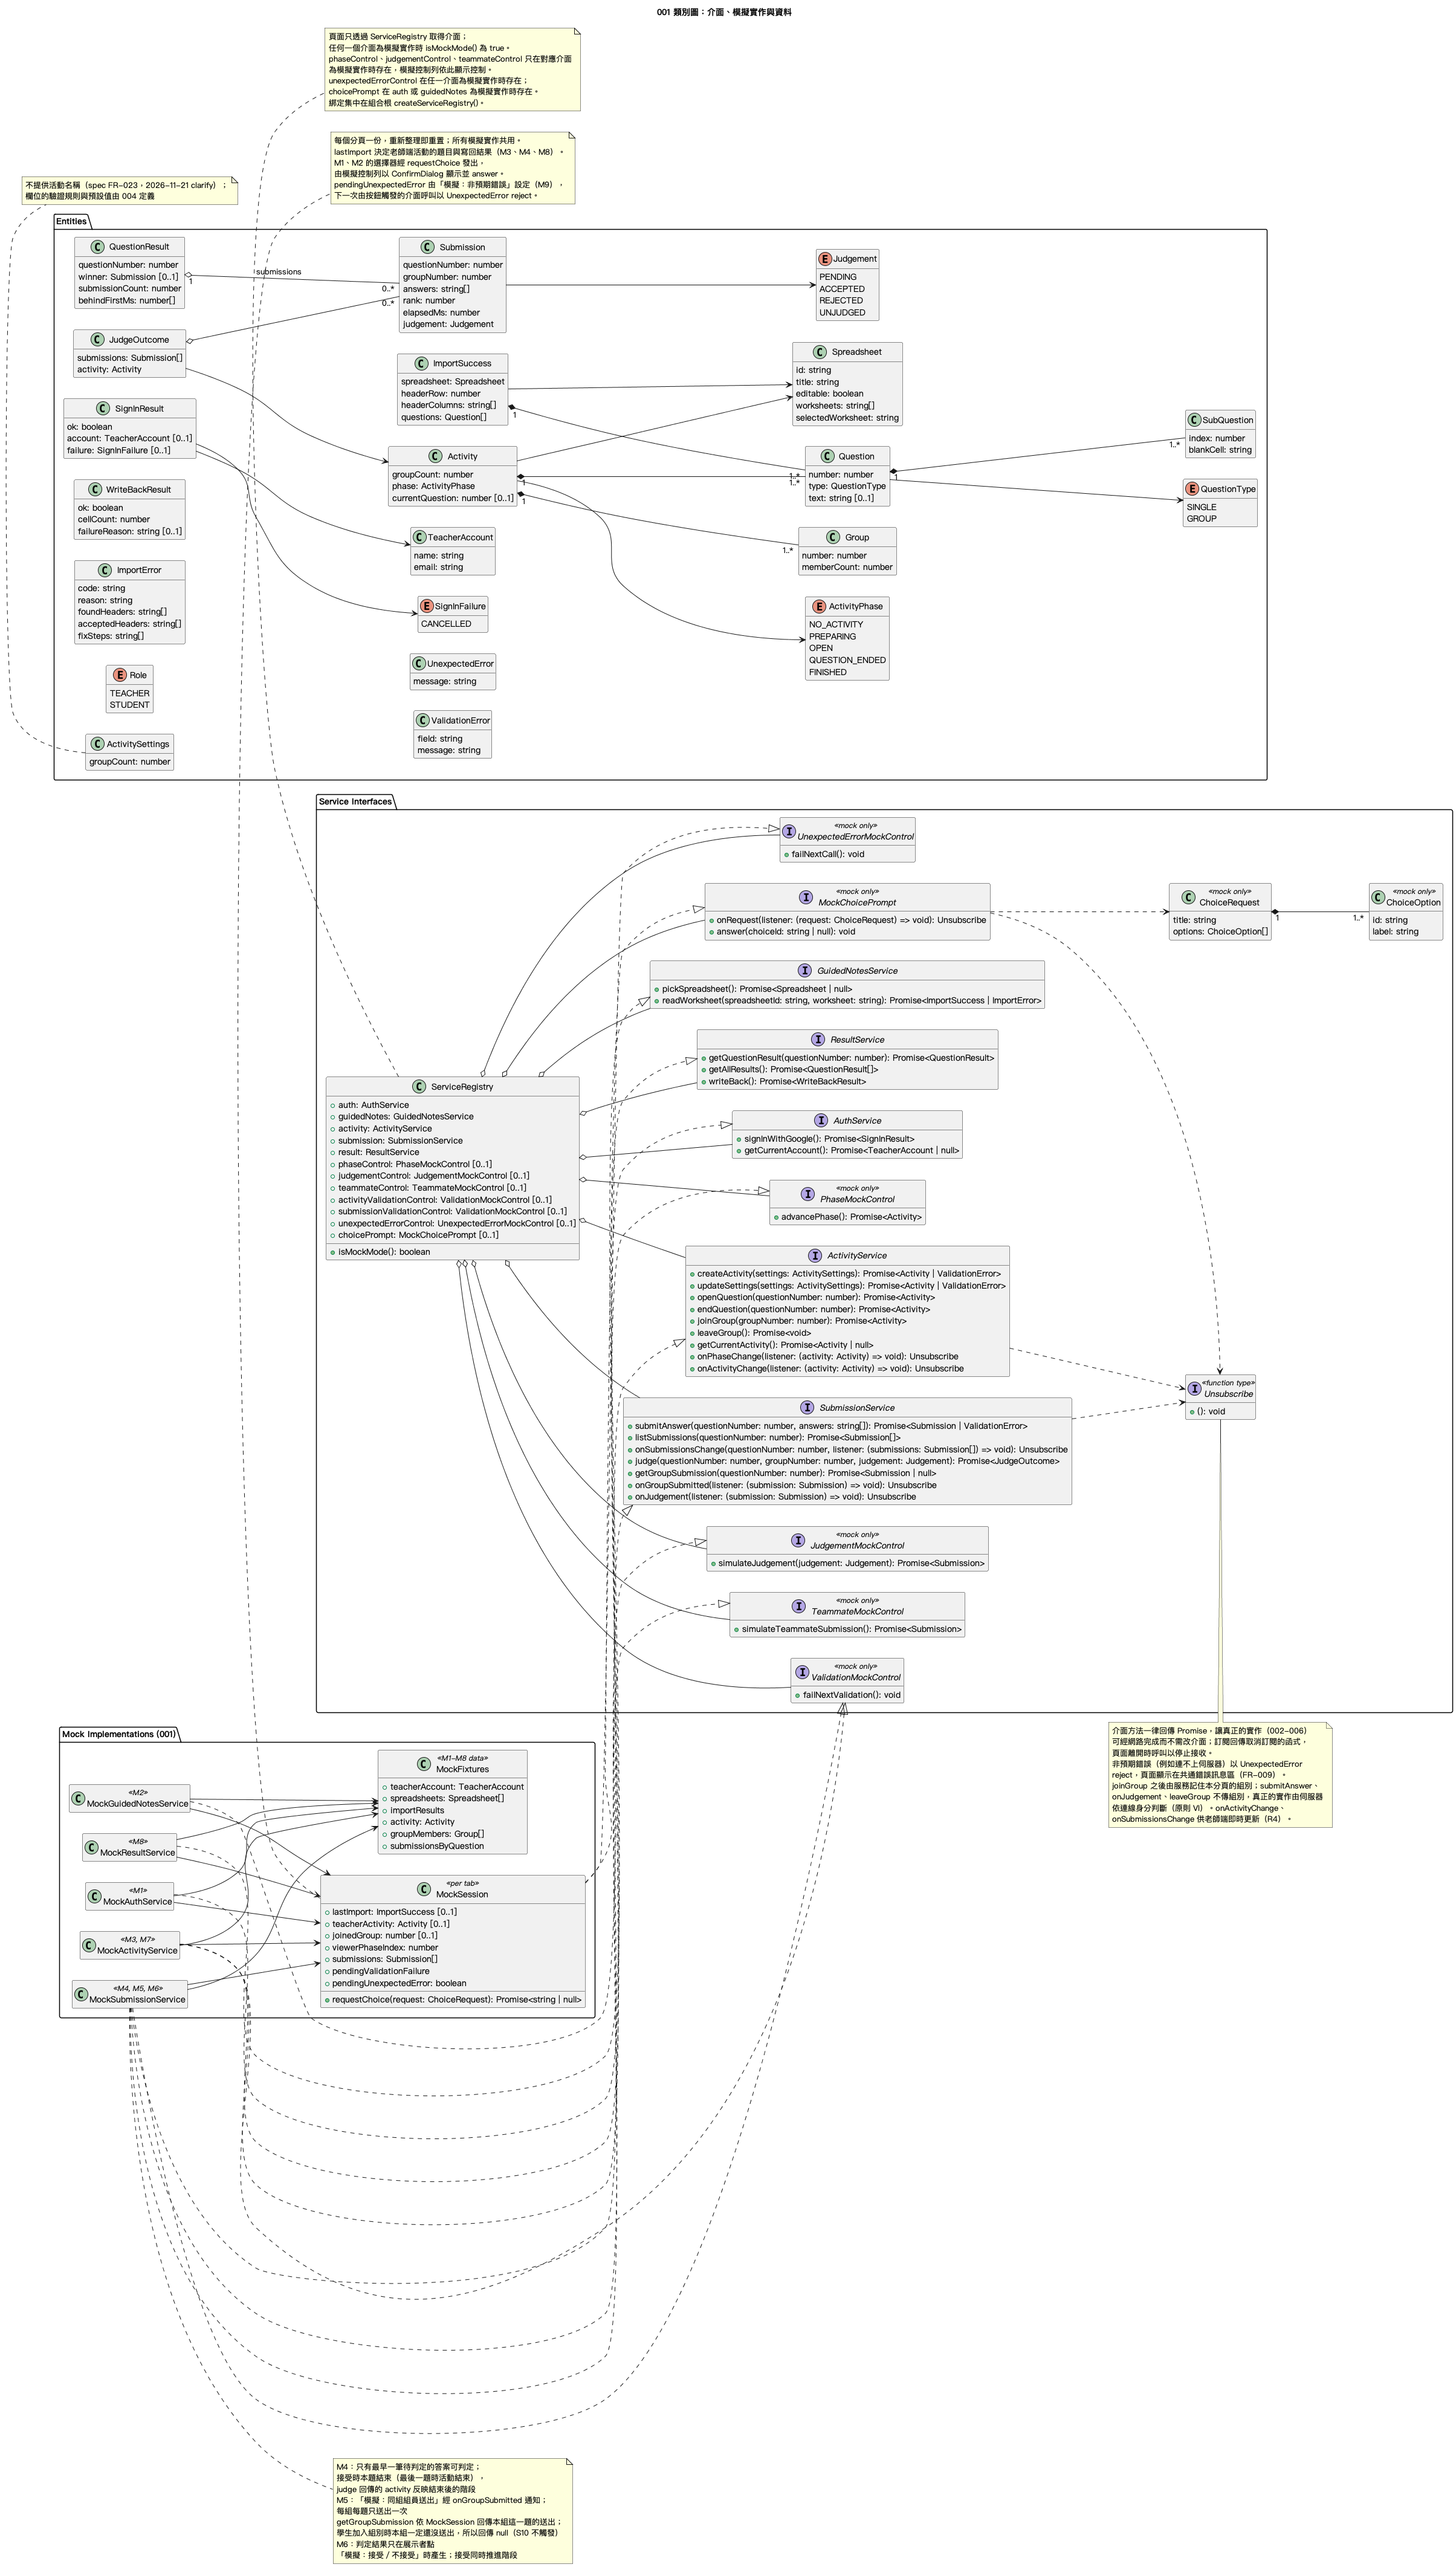 001 類別圖：介面、模擬實作與資料
頁面只透過 ServiceRegistry 取得介面；
任何一個介面為模擬實作時 isMockMode() 為 true。
phaseControl、judgementControl、teammateControl 只在對應介面
為模擬實作時存在，模擬控制列依此顯示控制。
unexpectedErrorControl 在任一介面為模擬實作時存在；
choicePrompt 在 auth 或 guidedNotes 為模擬實作時存在。
綁定集中在組合根 createServiceRegistry()。
每個分頁一份，重新整理即重置；所有模擬實作共用。
lastImport 決定老師端活動的題目與寫回結果（M3、M4、M8）。
M1、M2 的選擇器經 requestChoice 發出，
由模擬控制列以 ConfirmDialog 顯示並 answer。
pendingUnexpectedError 由「模擬：非預期錯誤」設定（M9），
下一次由按鈕觸發的介面呼叫以 UnexpectedError reject。
不提供活動名稱（spec FR-023，2026-11-21 clarify）；
欄位的驗證規則與預設值由 004 定義
Entities
QuestionResult
questionNumber: number
winner: Submission [0..1]
submissionCount: number
behindFirstMs: number[]
1
submissions
0..*
0..*
Submission
questionNumber: number
groupNumber: number
answers: string[]
rank: number
elapsedMs: number
judgement: Judgement
Judgement
PENDING
ACCEPTED
REJECTED
UNJUDGED
JudgeOutcome
submissions: Submission[]
activity: Activity
ImportSuccess
spreadsheet: Spreadsheet
headerRow: number
headerColumns: string[]
questions: Question[]
1
Spreadsheet
id: string
title: string
editable: boolean
worksheets: string[]
selectedWorksheet: string
SignInResult
ok: boolean
account: TeacherAccount [0..1]
failure: SignInFailure [0..1]
Activity
groupCount: number
phase: ActivityPhase
currentQuestion: number [0..1]
1
1
1..*
1..*
Question
number: number
type: QuestionType
text: string [0..1]
1
1..*
SubQuestion
index: number
blankCell: string
QuestionType
SINGLE
GROUP
WriteBackResult
ok: boolean
cellCount: number
failureReason: string [0..1]
TeacherAccount
name: string
email: string
1..*
Group
number: number
memberCount: number
ImportError
code: string
reason: string
foundHeaders: string[]
acceptedHeaders: string[]
fixSteps: string[]
SignInFailure
CANCELLED
ActivityPhase
NO_ACTIVITY
PREPARING
OPEN
QUESTION_ENDED
FINISHED
Role
TEACHER
STUDENT
UnexpectedError
message: string
ActivitySettings
groupCount: number
ValidationError
field: string
message: string
Service Interfaces
«mock only»
UnexpectedErrorMockControl
failNextCall(): void
«mock only»
MockChoicePrompt
onRequest(listener: (request: ChoiceRequest) => void): Unsubscribe
answer(choiceId: string | null): void
«mock only»
ChoiceRequest
title: string
options: ChoiceOption[]
1
1..*
«mock only»
ChoiceOption
id: string
label: string
GuidedNotesService
pickSpreadsheet(): Promise<Spreadsheet | null>
readWorksheet(spreadsheetId: string, worksheet: string): Promise<ImportSuccess | ImportError>
ResultService
getQuestionResult(questionNumber: number): Promise<QuestionResult>
getAllResults(): Promise<QuestionResult[]>
writeBack(): Promise<WriteBackResult>
ServiceRegistry
auth: AuthService
guidedNotes: GuidedNotesService
activity: ActivityService
submission: SubmissionService
result: ResultService
phaseControl: PhaseMockControl [0..1]
judgementControl: JudgementMockControl [0..1]
teammateControl: TeammateMockControl [0..1]
activityValidationControl: ValidationMockControl [0..1]
submissionValidationControl: ValidationMockControl [0..1]
unexpectedErrorControl: UnexpectedErrorMockControl [0..1]
choicePrompt: MockChoicePrompt [0..1]
isMockMode(): boolean
AuthService
signInWithGoogle(): Promise<SignInResult>
getCurrentAccount(): Promise<TeacherAccount | null>
«mock only»
PhaseMockControl
advancePhase(): Promise<Activity>
ActivityService
createActivity(settings: ActivitySettings): Promise<Activity | ValidationError>
updateSettings(settings: ActivitySettings): Promise<Activity | ValidationError>
openQuestion(questionNumber: number): Promise<Activity>
endQuestion(questionNumber: number): Promise<Activity>
joinGroup(groupNumber: number): Promise<Activity>
leaveGroup(): Promise<void>
getCurrentActivity(): Promise<Activity | null>
onPhaseChange(listener: (activity: Activity) => void): Unsubscribe
onActivityChange(listener: (activity: Activity) => void): Unsubscribe
«function type»
Unsubscribe
(): void
SubmissionService
submitAnswer(questionNumber: number, answers: string[]): Promise<Submission | ValidationError>
listSubmissions(questionNumber: number): Promise<Submission[]>
onSubmissionsChange(questionNumber: number, listener: (submissions: Submission[]) => void): Unsubscribe
judge(questionNumber: number, groupNumber: number, judgement: Judgement): Promise<JudgeOutcome>
getGroupSubmission(questionNumber: number): Promise<Submission | null>
onGroupSubmitted(listener: (submission: Submission) => void): Unsubscribe
onJudgement(listener: (submission: Submission) => void): Unsubscribe
«mock only»
JudgementMockControl
simulateJudgement(judgement: Judgement): Promise<Submission>
«mock only»
TeammateMockControl
simulateTeammateSubmission(): Promise<Submission>
«mock only»
ValidationMockControl
failNextValidation(): void
介面方法一律回傳 Promise，讓真正的實作（002-006）
可經網路完成而不需改介面；訂閱回傳取消訂閱的函式，
頁面離開時呼叫以停止接收。
非預期錯誤（例如連不上伺服器）以 UnexpectedError
reject，頁面顯示在共通錯誤訊息區（FR-009）。
joinGroup 之後由服務記住本分頁的組別；submitAnswer、
onJudgement、leaveGroup 不傳組別，真正的實作由伺服器
依連線身分判斷（原則 VI）。onActivityChange、
onSubmissionsChange 供老師端即時更新（R4）。
Mock Implementations (001)
«M2»
MockGuidedNotesService
«M8»
MockResultService
«M1»
MockAuthService
«M3, M7»
MockActivityService
«M4, M5, M6»
MockSubmissionService
«M1-M8 data»
MockFixtures
teacherAccount: TeacherAccount
spreadsheets: Spreadsheet[]
importResults
activity: Activity
groupMembers: Group[]
submissionsByQuestion
«per tab»
MockSession
lastImport: ImportSuccess [0..1]
teacherActivity: Activity [0..1]
joinedGroup: number [0..1]
viewerPhaseIndex: number
submissions: Submission[]
pendingValidationFailure
pendingUnexpectedError: boolean
requestChoice(request: ChoiceRequest): Promise<string | null>
M4：只有最早一筆待判定的答案可判定；
接受時本題結束（最後一題時活動結束），
judge 回傳的 activity 反映結束後的階段
M5：「模擬：同組組員送出」經 onGroupSubmitted 通知；
每組每題只送出一次
getGroupSubmission 依 MockSession 回傳本組這一題的送出；
學生加入組別時本組一定還沒送出，所以回傳 null（S10 不觸發）
M6：判定結果只在展示者點
「模擬：接受 / 不接受」時產生；接受同時推進階段